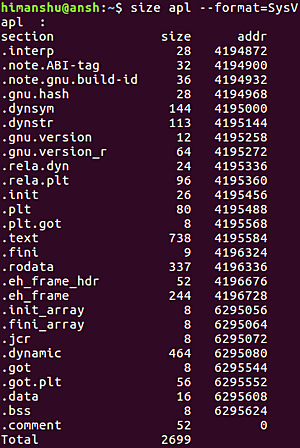 himanshu@ansh:~$ size apl --format=SysV
apl  :
section              size      addr
.interp                28   4194872
.note.ABI-tag          32   4194900
.note.gnu.build-id     36   4194932
.gnu.hash              28   4194968
.dynsym               144   4195000
.dynstr               113   4195144
.gnu.version           12   4195258
.gnu.version_r         64   4195272
.rela.dyn              24   4195336
.rela.plt              96   4195360
.init                  26   4195456
.plt                   80   4195488
.plt.got                8   4195568
.text                 738   4195584
.fini                   9   4196324
.rodata               337   4196336
.eh_frame_hdr          52   4196676
.eh_frame             244   4196728
.init_array             8   6295056
.fini_array             8   6295064
.jcr                    8   6295072
.dynamic              464   6295080
.got                    8   6295544
.got.plt               56   6295552
.data                  16   6295608
.bss                    8   6295624
.comment               52         0
Total                2699